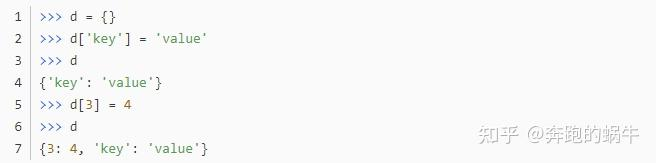 1 >>> d = {}
2 >>> d['key'] = 'value'
3 >>> d
4 {'key': 'value'}
5 >>> d[3] = 4
6 >>> d
7 {3: 4, 'key': 'value'}
知乎 @奔跑的蜗牛